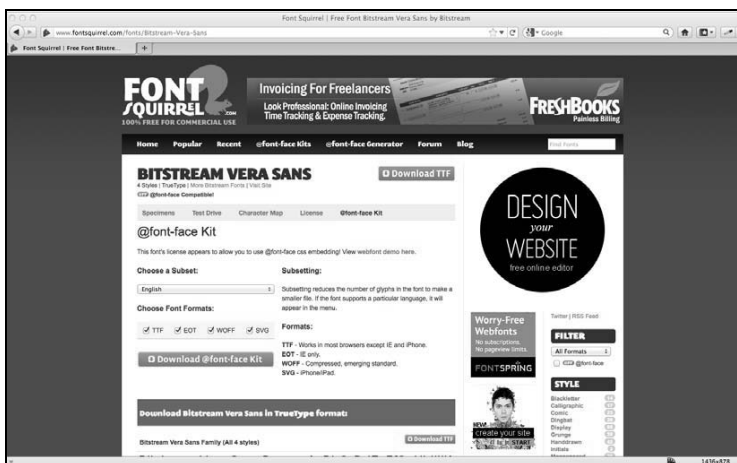 Font Squirrel | Free Font Bitstream Vera Sans by Bitstream
www.fontsquirrel.com/fonts/Bitstream-Vera-Sans
Google
Font Squirrel | Free Font Bitstre...
FONT
SQUIRREL.COM
100% FREE FOR COMMERCIAL USE
Invoicing For Freelancers
Look Professional: Online Invoicing
Time Tracking & Expense Tracking.
FRESHBOOKS
Painless Billing
Home Popular Recent @font-face Kits @font-face Generator Forum Blog
Find Fonts
BITSTREAM VERA SANS
Download TTF
4 Styles | TrueType | More Bitstream Fonts | Visit Site
@font-face Compatible!
Specimens Test Drive Character Map License @font-face Kit
@font-face Kit
This font's license appears to allow you to use @font-face css embedding! View webfont demo here.
Choose a Subset:
English
Choose Font Formats:
TTF EOT WOFF SVG
Download @font-face Kit
Subsetting:
Subsetting reduces the number of glyphs in the font to make a
smaller file. If the font supports a particular language, it will
appear in the menu.
Formats:
TTF - Works in most browsers except IE and iPhone.
EOT - IE only.
WOFF - Compressed, emerging standard.
SVG - iPhone/iPad.
Download Bitstream Vera Sans in TrueType format:
Bitstream Vera Sans Family (All 4 styles)
Download TTF
DESIGN
your
WEBSITE
free online editor
Worry-Free
Webfonts
No subscriptions.
No pageview limits.
FONTSPRING
NEW!
START
create your site
Twitter | RSS Feed
FILTER
All Formats
@font-face
STYLE
Blackletter
Calligraphic
Comic
Dingbat
Display
Grunge
Handdrawn
Initials
1436x878